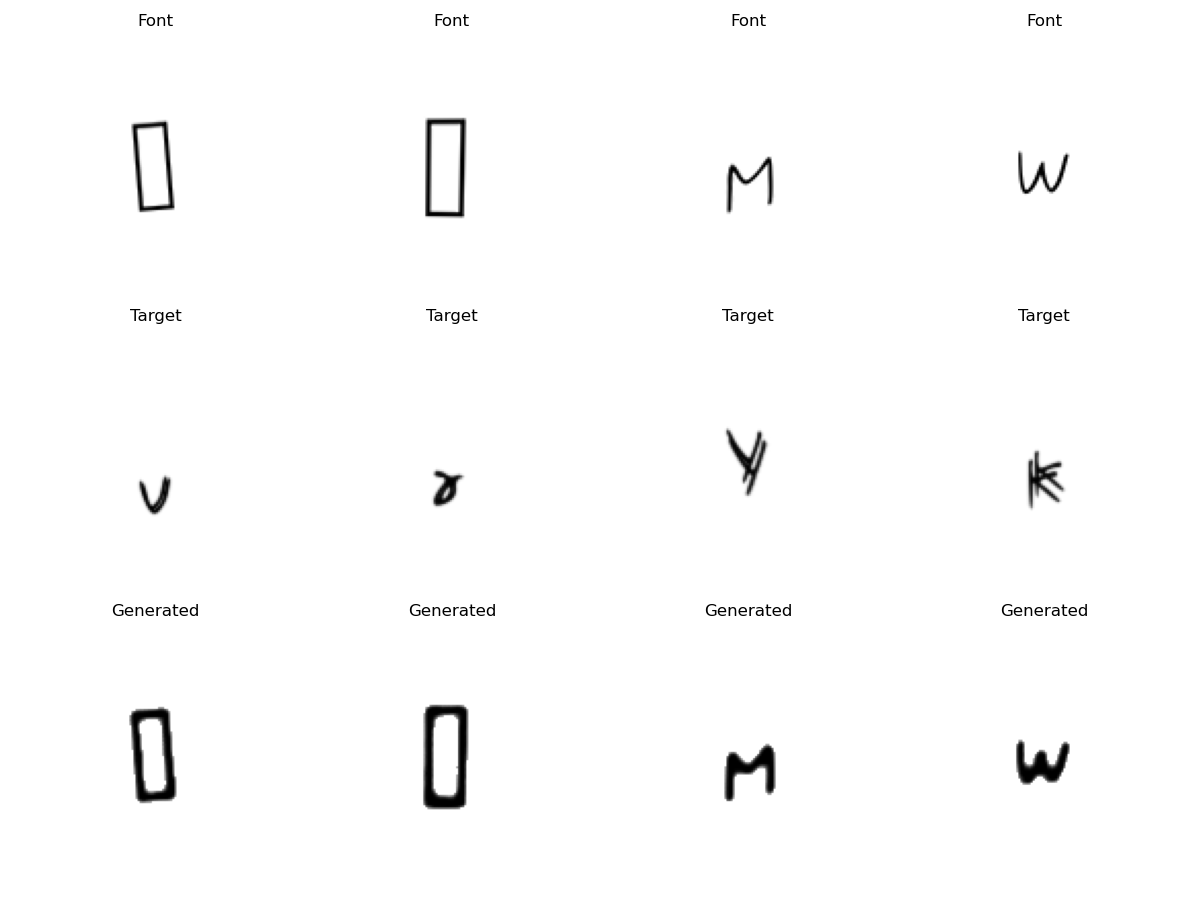 Font Font Font Font
M W
Target Target Target Target
v y k
Generated Generated Generated Generated
M W